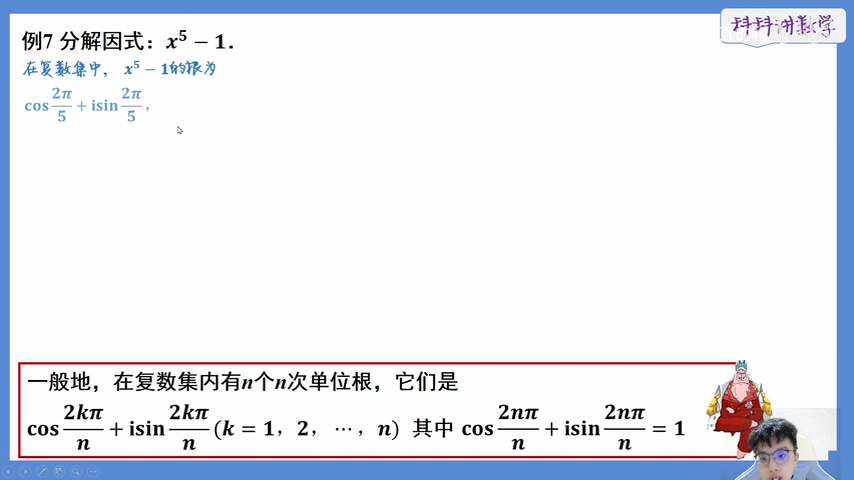 科科讲数学
例7 分解因式：x⁵ − 1.
在复数集中，x⁵ − 1的根为
cos 2π/5 + isin 2π/5，
一般地，在复数集内有n个n次单位根，它们是
cos 2kπ/n + isin 2kπ/n (k = 1，2，⋯，n) 其中 cos 2nπ/n + isin 2nπ/n = 1